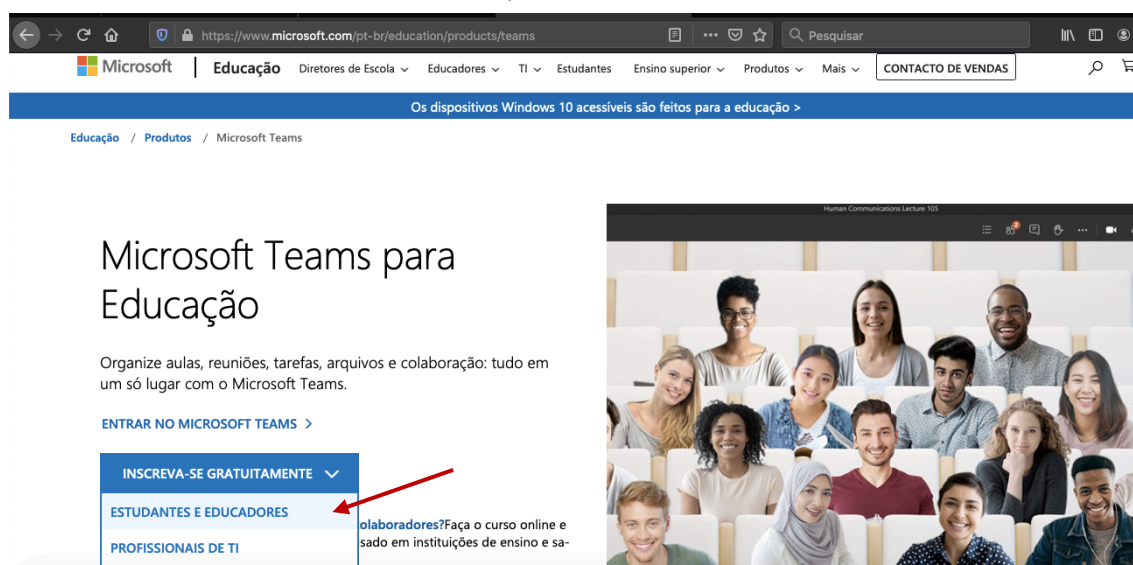 https://www.microsoft.com/pt-br/education/products/teams
Pesquisar
Microsoft
Educação
Diretores de Escola
Educadores
TI
Estudantes
Ensino superior
Produtos
Mais
CONTACTO DE VENDAS
Os dispositivos Windows 10 acessíveis são feitos para a educação >
Educação / Produtos / Microsoft Teams
Human Communications Lecture 105
2
Microsoft Teams para
Educação
Organize aulas, reuniões, tarefas, arquivos e colaboração: tudo em
um só lugar com o Microsoft Teams.
ENTRAR NO MICROSOFT TEAMS >
INSCREVA-SE GRATUITAMENTE
ESTUDANTES E EDUCADORES
olaboradores?Faça o curso online e
sado em instituições de ensino e sa-
PROFISSIONAIS DE TI